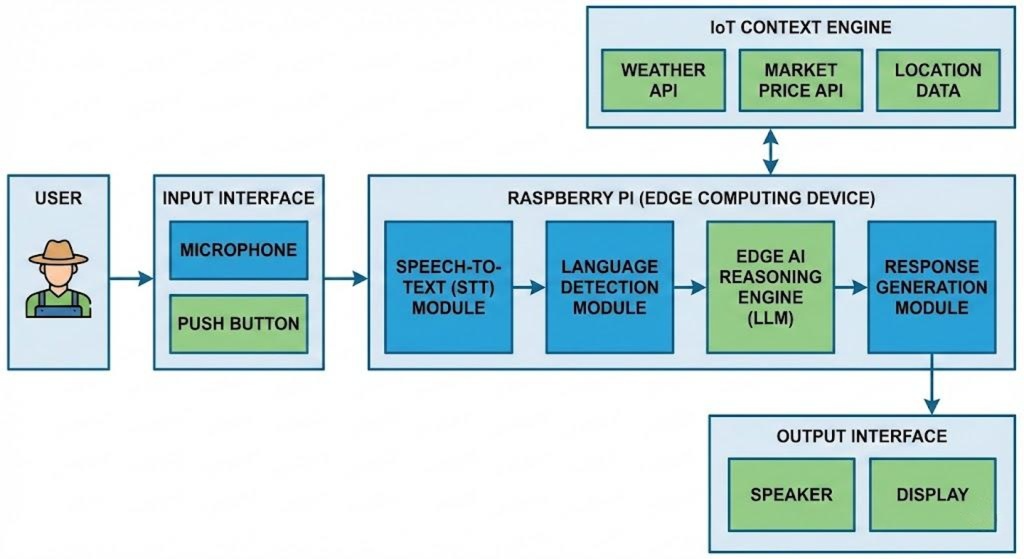 IoT CONTEXT ENGINE
WEATHER
API
MARKET
PRICE API
LOCATION
DATA
USER
INPUT INTERFACE
MICROPHONE
PUSH BUTTON
RASPBERRY PI (EDGE COMPUTING DEVICE)
SPEECH-TO-
TEXT (STT)
MODULE
LANGUAGE
DETECTION
MODULE
EDGE AI
REASONING
ENGINE
(LLM)
RESPONSE
GENERATION
MODULE
OUTPUT INTERFACE
SPEAKER
DISPLAY